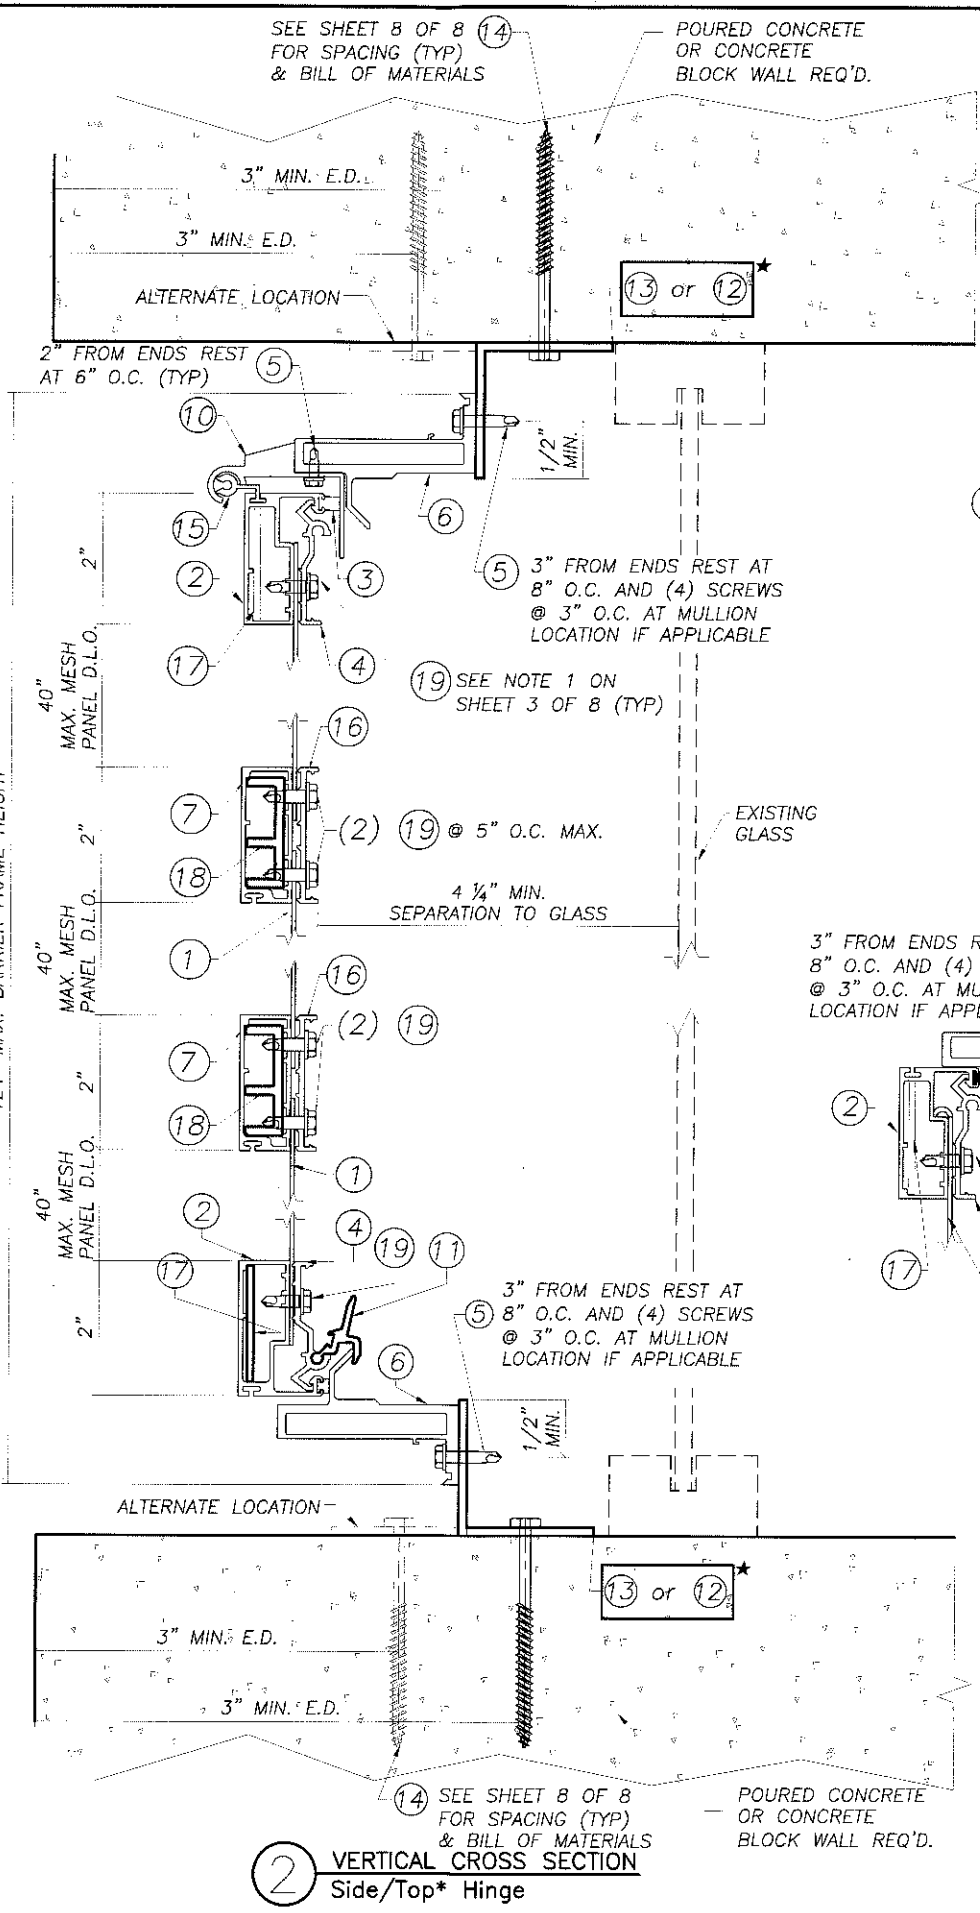 SEE SHEET 8 OF 8 14
FOR SPACING (TYP)
& BILL OF MATERIALS
POURED CONCRETE
OR CONCRETE
BLOCK WALL REQ'D.
3" MIN. E.D.
3" MIN. E.D.
13 or 12 ★
ALTERNATE LOCATION
2" FROM ENDS REST
AT 6" O.C. (TYP)
5
10
1/2"
MIN.
6
15
5
3" FROM ENDS REST AT
8" O.C. AND (4) SCREWS
@ 3" O.C. AT MULLION
LOCATION IF APPLICABLE
2"
2
3
17
4
40"
MAX. MESH
PANEL D.L.O.
19 SEE NOTE 1 ON
SHEET 3 OF 8 (TYP)
16
7
(2) 19 @ 5" O.C. MAX.
2"
18
EXISTING
GLASS
4 1/4" MIN.
SEPARATION TO GLASS
1
40"
MAX. MESH
PANEL D.L.O.
3" FROM ENDS
8" O.C. AND (4)
@ 3" O.C. AT
LOCATION IF
16
(2) 19
7
2"
18
2
1
40"
MAX. MESH
PANEL D.L.O.
2
4
19
11
17
17
2"
5
3" FROM ENDS REST AT
8" O.C. AND (4) SCREWS
@ 3" O.C. AT MULLION
LOCATION IF APPLICABLE
6
1/2"
MIN.
ALTERNATE LOCATION
13 or 12 ★
3" MIN. E.D.
3" MIN. E.D.
14 SEE SHEET 8 OF 8
FOR SPACING (TYP)
& BILL OF MATERIALS
POURED CONCRETE
OR CONCRETE
BLOCK WALL REQ'D.
2 VERTICAL CROSS SECTION
Side/Top* Hinge